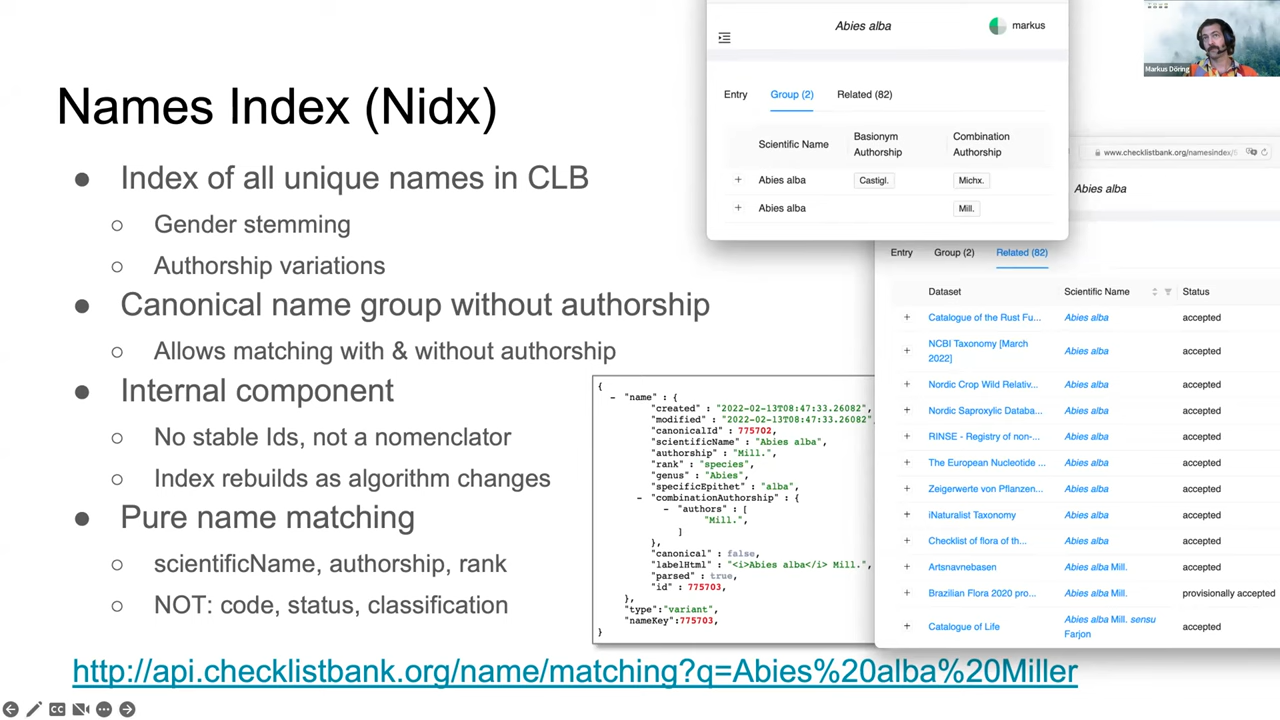 Names Index (Nidx)
● Index of all unique names in CLB
○ Gender stemming
○ Authorship variations
● Canonical name group without authorship
○ Allows matching with & without authorship
● Internal component
○ No stable Ids, not a nomenclator
○ Index rebuilds as algorithm changes
● Pure name matching
○ scientificName, authorship, rank
○ NOT: code, status, classification
http://api.checklistbank.org/name/matching?q=Abies%20alba%20Miller
Abies alba
markus
Entry Group (2) Related (82)
Scientific Name Basionym Authorship Combination Authorship
+ Abies alba Castigl. Michx.
+ Abies alba Mill.
Markus Döring
www.checklistbank.org/namesindex/
Abies alba
Entry Group (2) Related (82)
Dataset Scientific Name Status
+ Catalogue of the Rust Fu... Abies alba accepted
+ NCBI Taxonomy [March 2022] Abies alba accepted
+ Nordic Crop Wild Relativ... Abies alba accepted
+ Nordic Saproxylic Databa... Abies alba accepted
+ RINSE - Registry of non-... Abies alba accepted
+ The European Nucleotide ... Abies alba accepted
+ Zeigerwerte von Pflanzen... Abies alba accepted
+ iNaturalist Taxonomy Abies alba accepted
+ Checklist of flora of th... Abies alba accepted
+ Artsnavnebasen Abies alba Mill. accepted
+ Brazilian Flora 2020 pro... Abies alba Mill. provisionally accepted
+ Catalogue of Life Abies alba Mill. sensu Farjon accepted
{
- "name" : {
"created" : "2022-02-13T08:47:33.26082",
"modified" : "2022-02-13T08:47:33.26082",
"canonicalId" : 775702,
"scientificName" : "Abies alba",
"authorship" : "Mill.",
"rank" : "species",
"genus" : "Abies",
"specificEpithet" : "alba",
- "combinationAuthorship" : {
- "authors" : [
"Mill.",
]
},
"canonical" : false,
"labelHtml" : "<i>Abies alba</i> Mill.",
"parsed" : true,
"id" : 775703,
},
"type":"variant",
"nameKey":775703,
}
CC